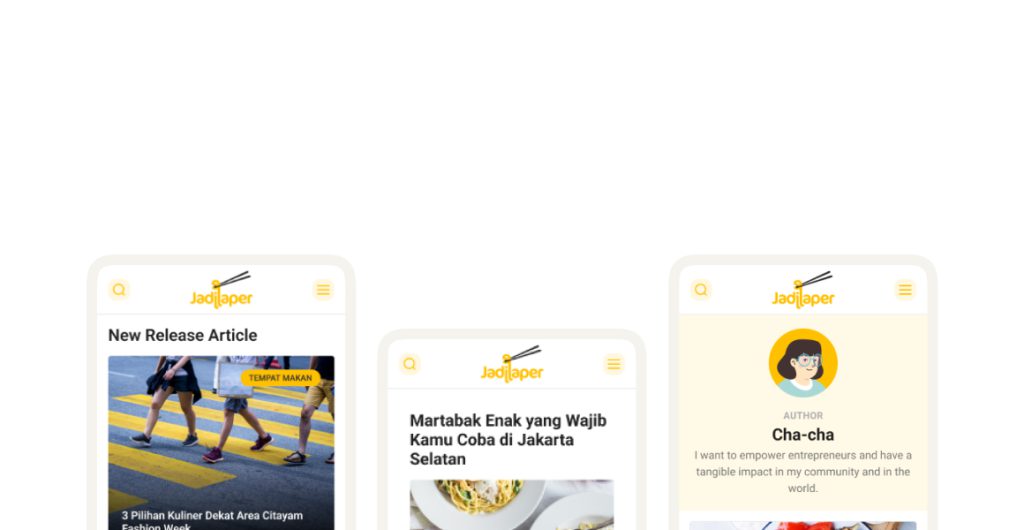 JadiLaper
New Release Article
TEMPAT MAKAN
3 Pilihan Kuliner Dekat Area Citayam
Fashion Week
JadiLaper
Martabak Enak yang Wajib
Kamu Coba di Jakarta
Selatan
JadiLaper
AUTHOR
Cha-cha
I want to empower entrepreneurs and have a
tangible impact in my community and in the
world.